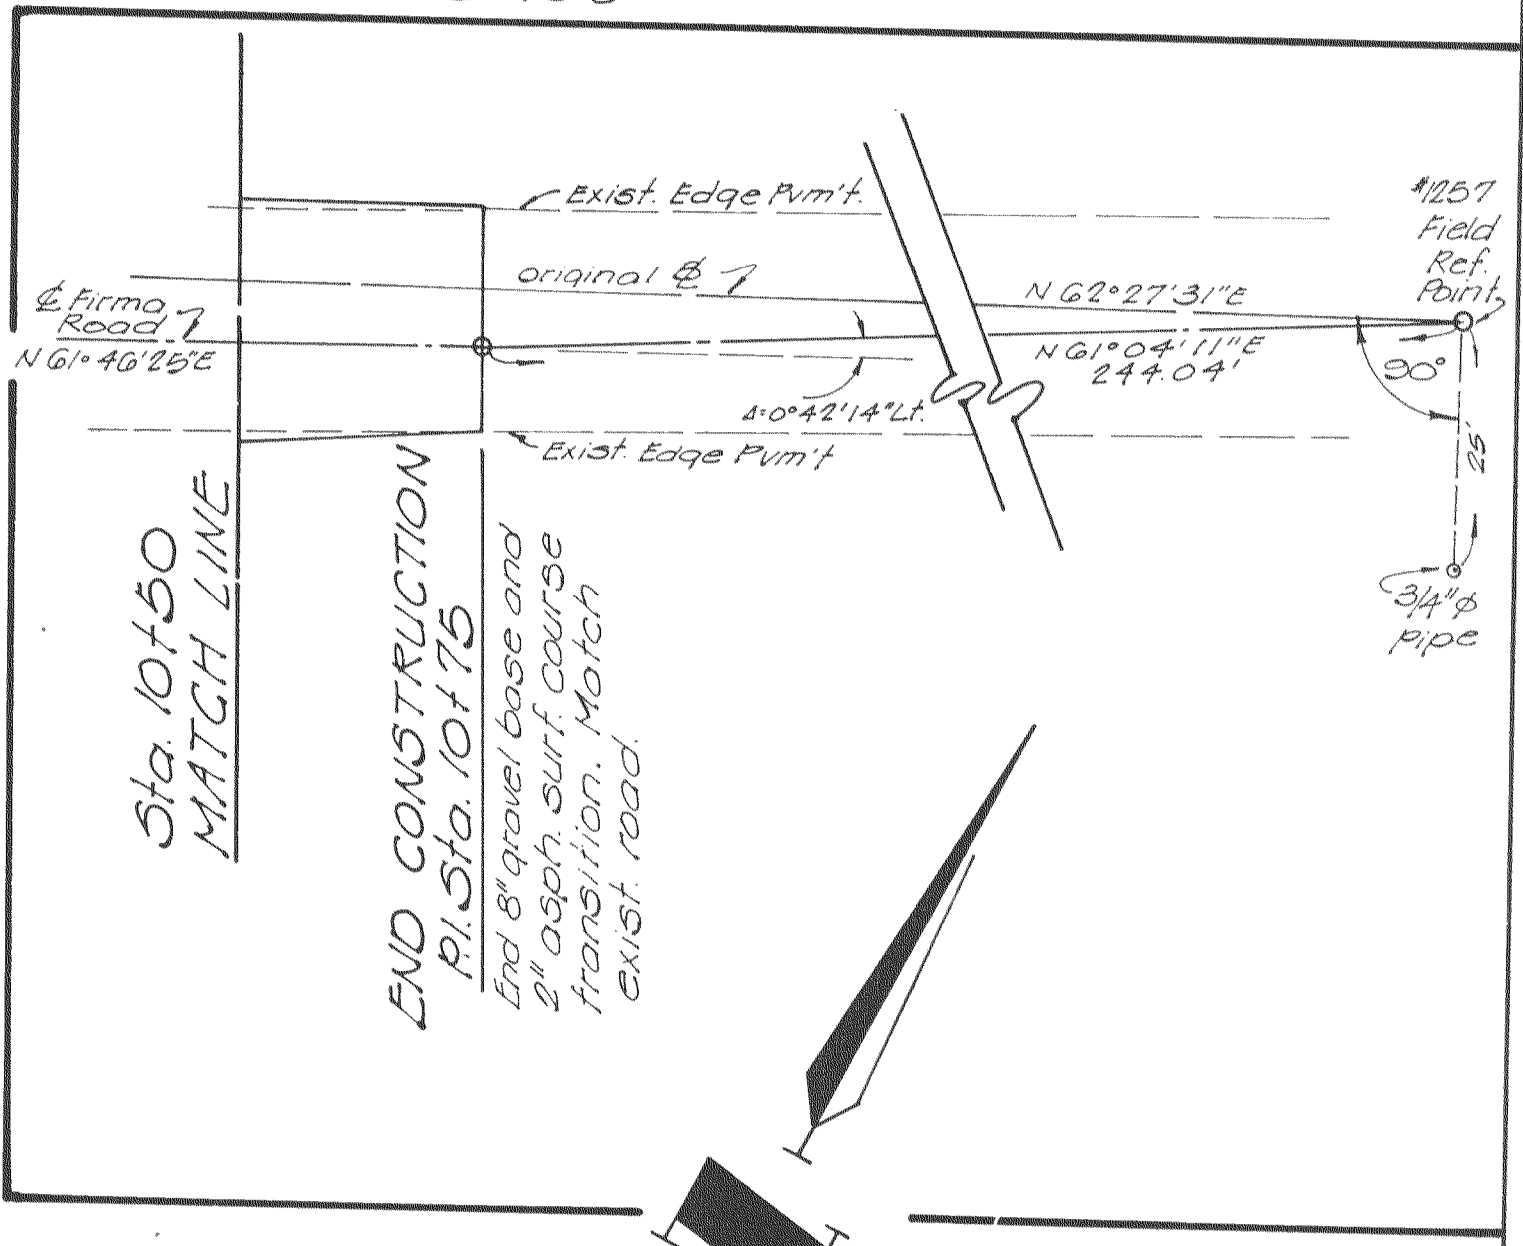 Exist. Edge Pvm't.
#1257
Field
Ref.
Point
original ℄
N 62°27'31"E
℄ Firma
Road
N 61°46'25"E
N 61°04'11"E
244.04'
90°
Δ=0°42'14"Lt.
Exist. Edge Pvm't
25'
3/4"φ
pipe
Sta. 10+50
MATCH LINE
END CONSTRUCTION
P.I. Sta. 10+75
End 8" gravel base and
2" asph. surf. course
transition. Match
exist. road.